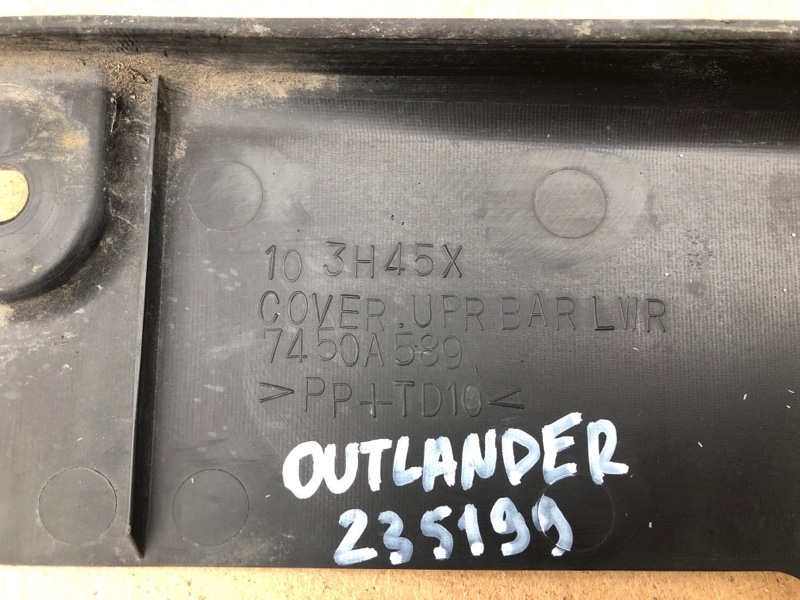 10 3H45X
COVER.UPR BAR LWR
7450A589
>PP+TD10<
OUTLANDER
235199